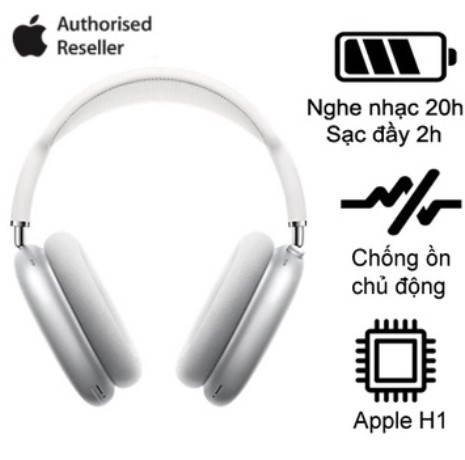 Authorised
Reseller
Nghe nhạc 20h
Sạc đầy 2h
Chống ồn
chủ động
Apple H1